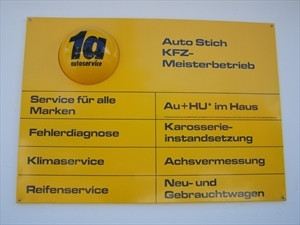 1a
autoservice
Auto Stich
KFZ-
Meisterbetrieb
Service für alle
Marken
Au+HU* im Haus
Fehlerdiagnose
Karosserie-
instandsetzung
Klimaservice
Achsvermessung
Reifenservice
Neu- und
Gebrauchtwagen